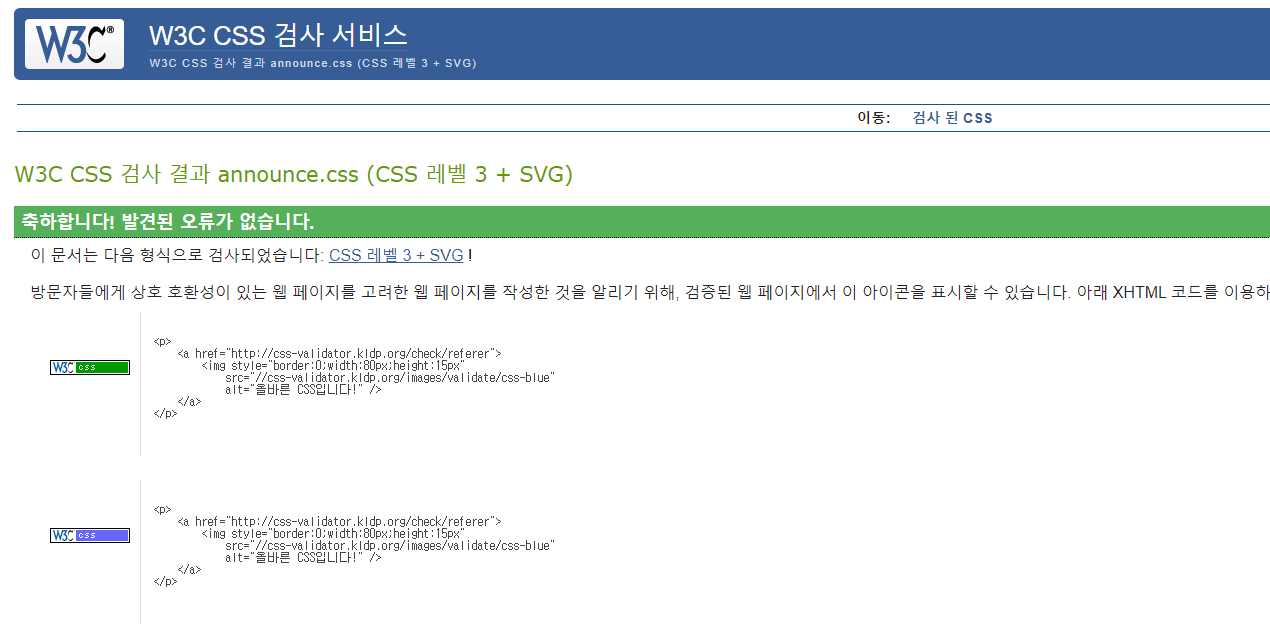 W3C® W3C CSS 검사 서비스
W3C CSS 검사 결과 announce.css (CSS 레벨 3 + SVG)
이동: 검사 된 CSS
W3C CSS 검사 결과 announce.css (CSS 레벨 3 + SVG)
축하합니다! 발견된 오류가 없습니다.
이 문서는 다음 형식으로 검사되었습니다: CSS 레벨 3 + SVG !
방문자들에게 상호 호환성이 있는 웹 페이지를 고려한 웹 페이지를 작성한 것을 알리기 위해, 검증된 웹 페이지에서 이 아이콘을 표시할 수 있습니다. 아래 XHTML 코드를 이용하
<p>
<a href="http://css-validator.kldp.org/check/referer">
W3C css
<img style="border:0;width:80px;height:15px"
src="//css-validator.kldp.org/images/validate/css-blue"
alt="올바른 CSS입니다!" />
</a>
</p>
<p>
<a href="http://css-validator.kldp.org/check/referer">
W3C css
<img style="border:0;width:80px;height:15px"
src="//css-validator.kldp.org/images/validate/css-blue"
alt="올바른 CSS입니다!" />
</a>
</p>